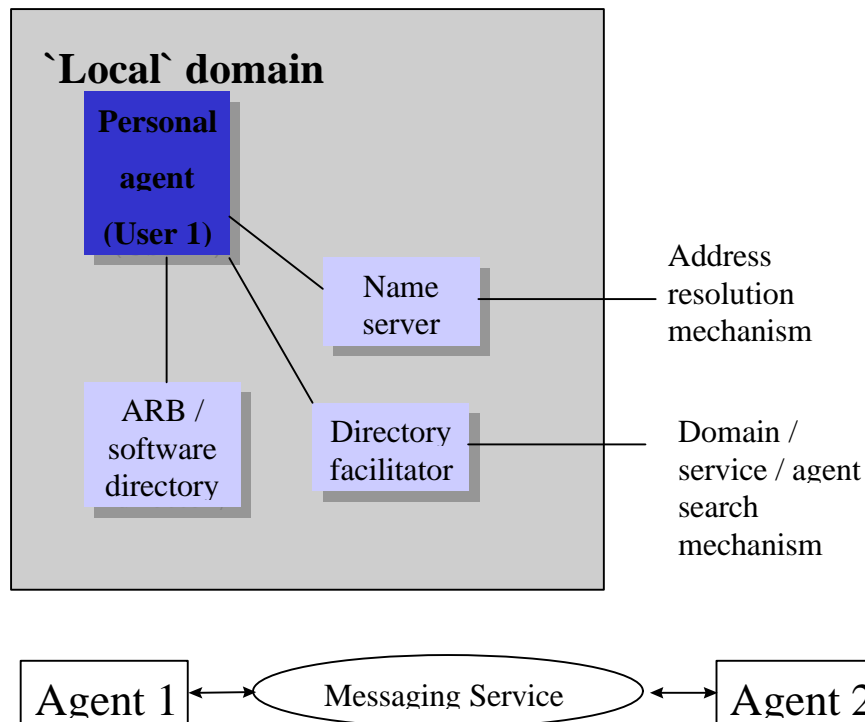 `Local` domain
Personal
agent
(User 1)
Name
server
Address
resolution
mechanism
ARB /
software
directory
Directory
facilitator
Domain /
service / agent
search
mechanism
Agent 1
Messaging Service
Agent 2